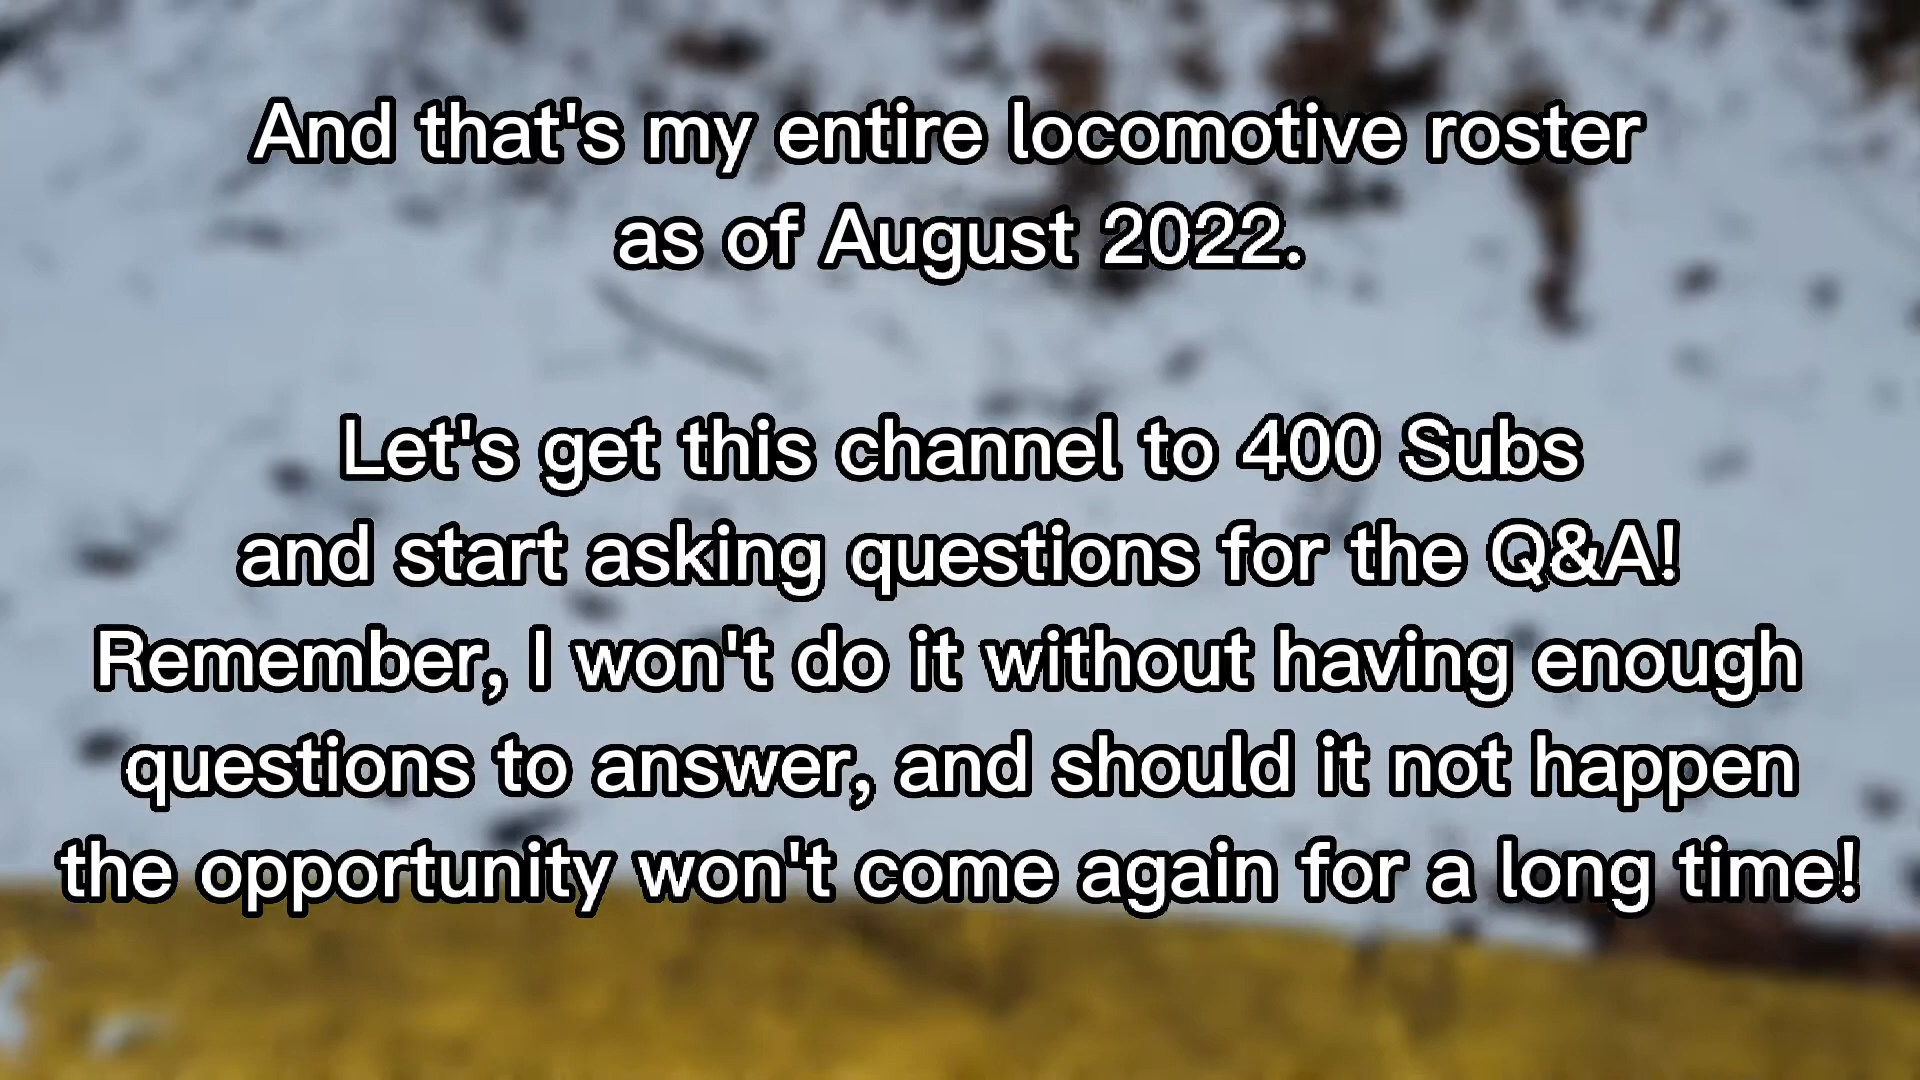 And that's my entire locomotive roster
as of August 2022.
Let's get this channel to 400 Subs
and start asking questions for the Q&A!
Remember, I won't do it without having enough
questions to answer, and should it not happen
the opportunity won't come again for a long time!